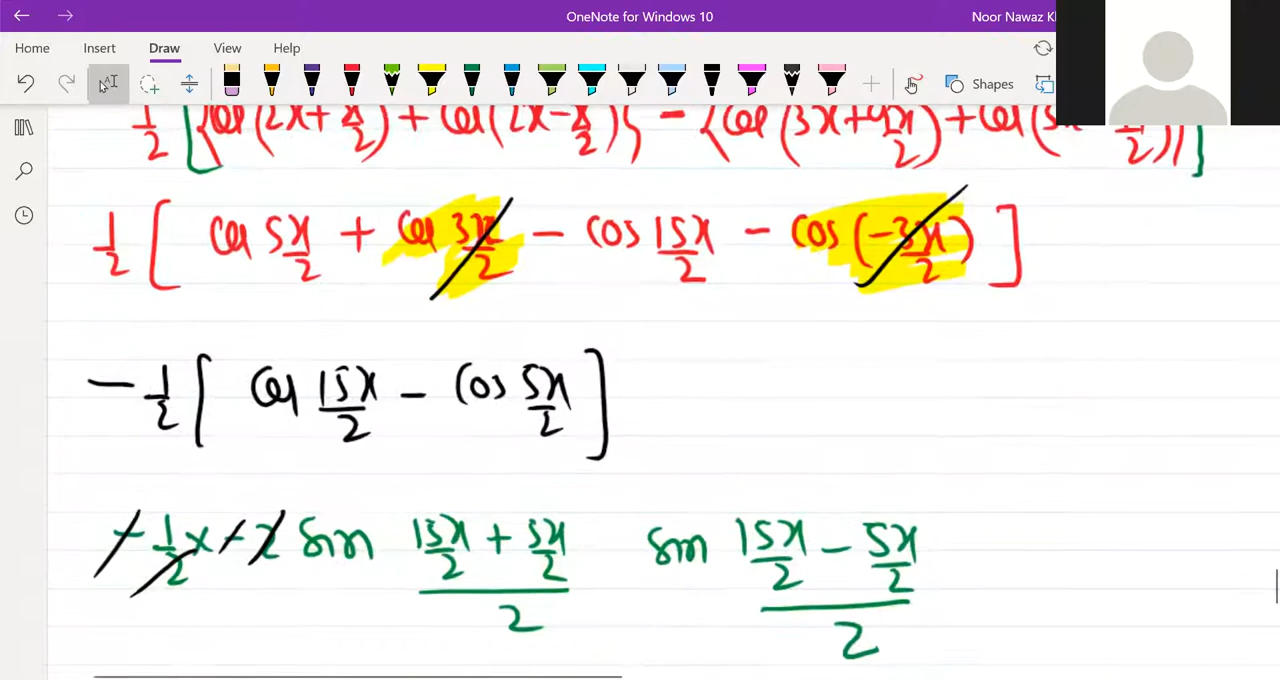 OneNote for Windows 10
Noor Nawaz Kh
Home Insert Draw View Help
Shapes
1/2 [{cos(2x+x/2) + cos(2x-x/2)} - {cos(3x+9x/2) + cos(3x
1/2 [ cos 5x/2 + cos 3x/2 - cos 15x/2 - cos (-3x/2) ]
-1/2 [ cos 15x/2 - cos 5x/2 ]
-1/2 x -2 sin (15x/2 + 5x/2)/2 sin (15x/2 - 5x/2)/2